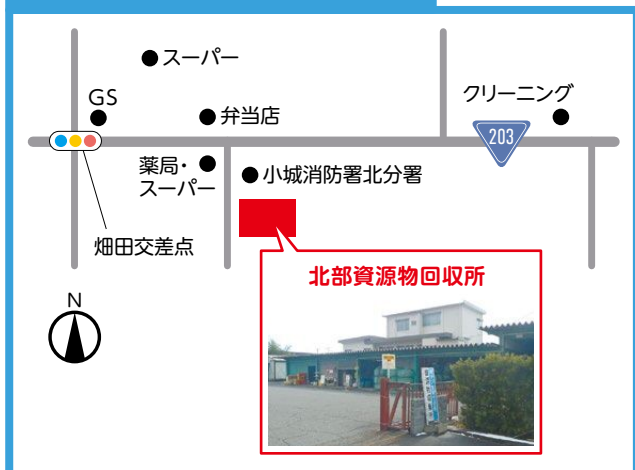 スーパー
GS
弁当店
クリーニング
203
薬局・
スーパー
小城消防署北分署
畑田交差点
北部資源物回収所
N